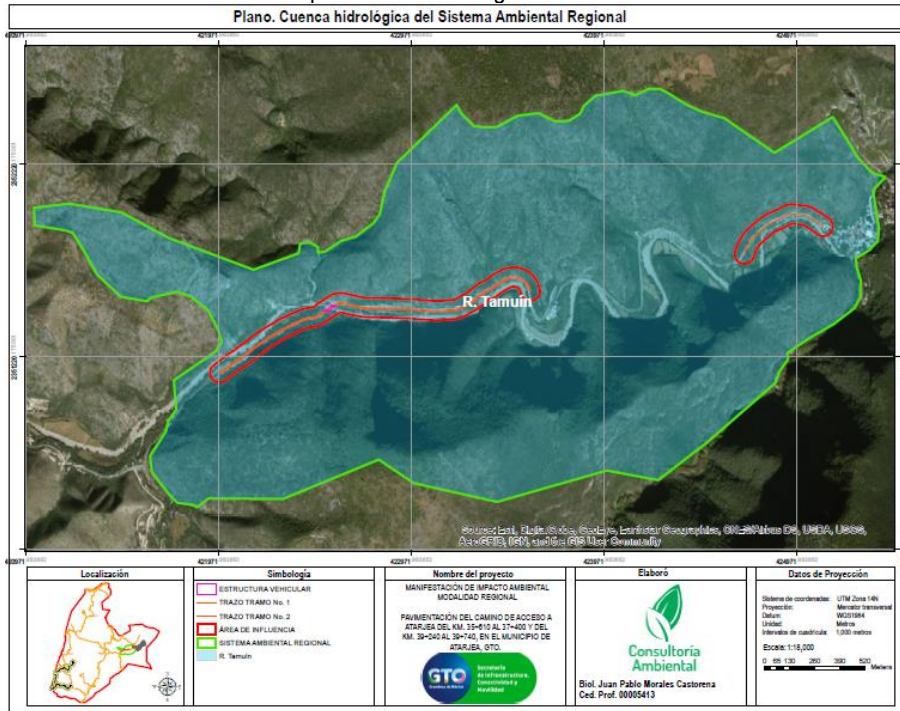 Plano. Cuenca hidrológica del Sistema Ambiental Regional
421971
422971
423971
424971
R. Tamuín
Source: Esri, DigitalGlobe, GeoEye, Earthstar Geographics, CNES/Airbus DS, USDA, USGS,
AeroGRID, IGN, and the GIS User Community
Localización
Simbología
ESTRUCTURA VEHICULAR
TRAZO TRAMO No. 1
TRAZO TRAMO No. 2
ÁREA DE INFLUENCIA
SISTEMA AMBIENTAL REGIONAL
R. Tamuín
Nombre del proyecto
MANIFESTACIÓN DE IMPACTO AMBIENTAL
MODALIDAD REGIONAL
PAVIMENTACIÓN DEL CAMINO DE ACCESO A
ATARJEA DEL KM. 35+610 AL 37+400 Y DEL
KM. 39+240 AL 39+740, EN EL MUNICIPIO DE
ATARJEA, GTO.
GTO
Secretaría
de Infraestructura,
Conectividad y
Movilidad
Elaboró
Consultoría
Ambiental
Biol. Juan Pablo Morales Castorena
Ced. Prof. 00005413
Datos de Proyección
Sistema de coordenadas: UTM Zona 14N
Proyección: Mercator transversal
Datum: WGS1984
Unidad: Metros
Intervalos de cuadrícula: 1,000 metros
Escala: 1:18,000
0 65 130 260 390 520
Meters